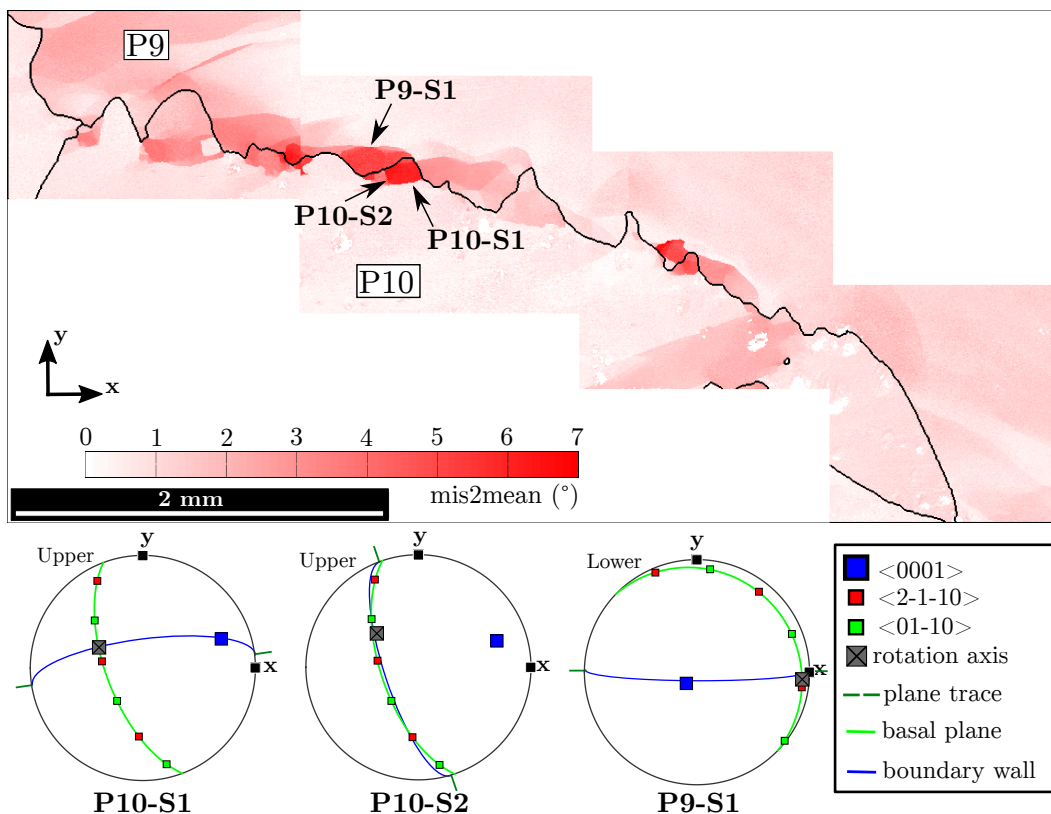 P9
P9-S1
P10-S2
P10-S1
P10
y
x
0 1 2 3 4 5 6 7
2 mm
mis2mean (°)
Upper
y
x
P10-S1
Upper
y
x
P10-S2
Lower
y
x
P9-S1
<0001>
<2-1-10>
<01-10>
rotation axis
plane trace
basal plane
boundary wall